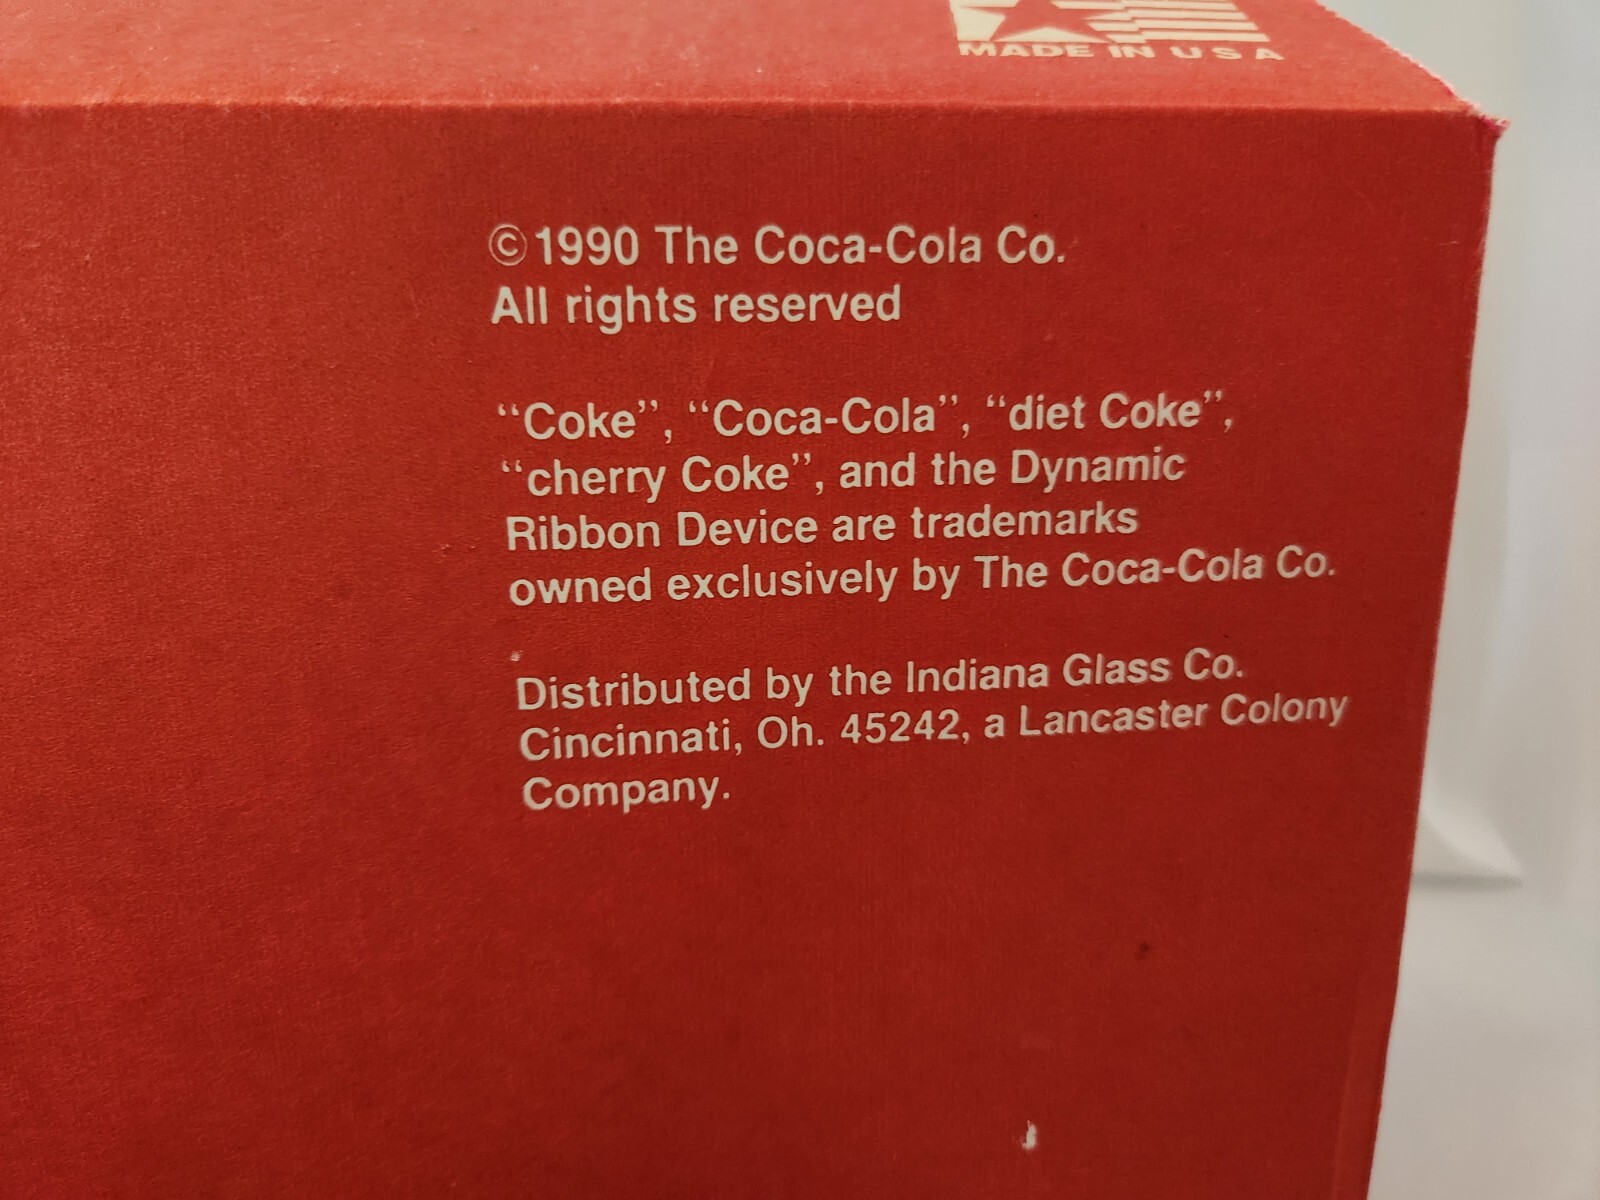 MADE IN U S A
©1990 The Coca-Cola Co.
All rights reserved
“Coke”, “Coca-Cola”, “diet Coke”,
“cherry Coke”, and the Dynamic
Ribbon Device are trademarks
owned exclusively by The Coca-Cola Co.
Distributed by the Indiana Glass Co.
Cincinnati, Oh. 45242, a Lancaster Colony
Company.